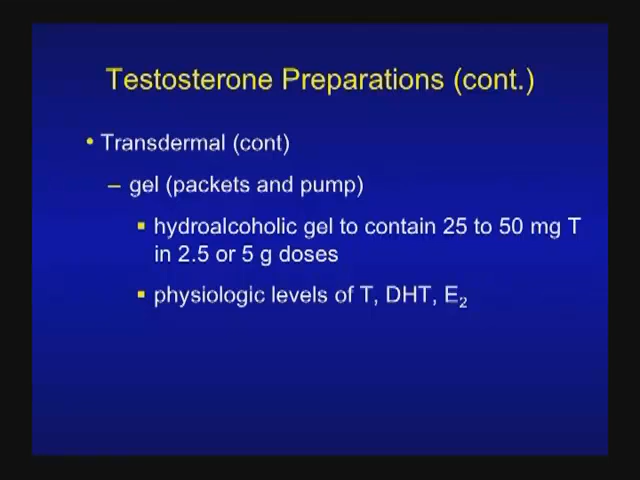 Testosterone Preparations (cont.)
• Transdermal (cont)
– gel (packets and pump)
▪ hydroalcoholic gel to contain 25 to 50 mg T
in 2.5 or 5 g doses
▪ physiologic levels of T, DHT, E₂